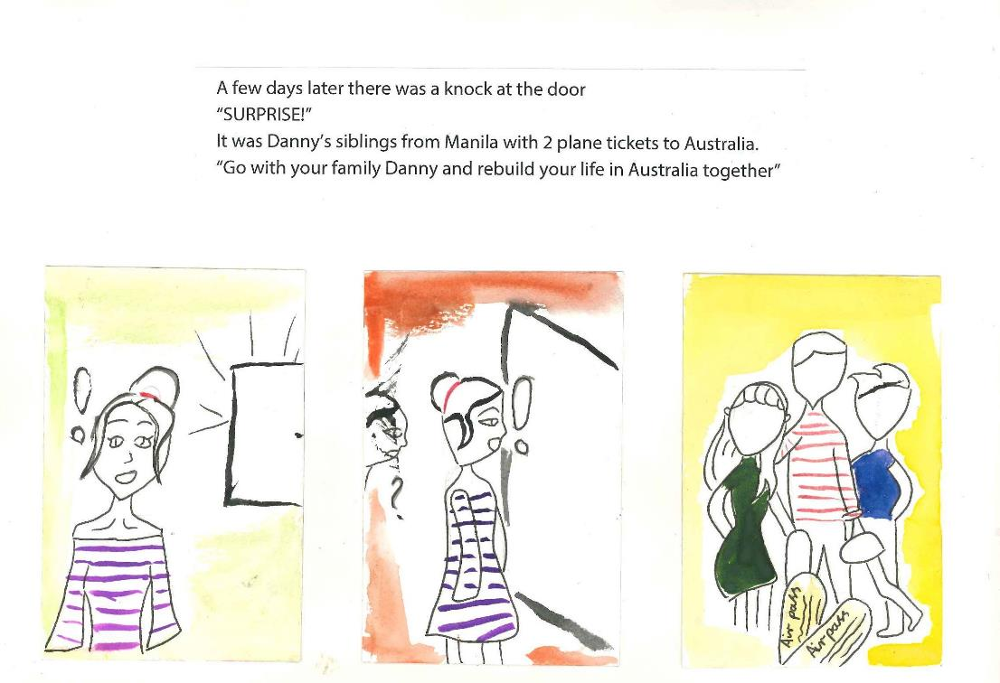 A few days later there was a knock at the door
“SURPRISE!”
It was Danny’s siblings from Manila with 2 plane tickets to Australia.
“Go with your family Danny and rebuild your life in Australia together”
!
?
!
Air pass
Air pass